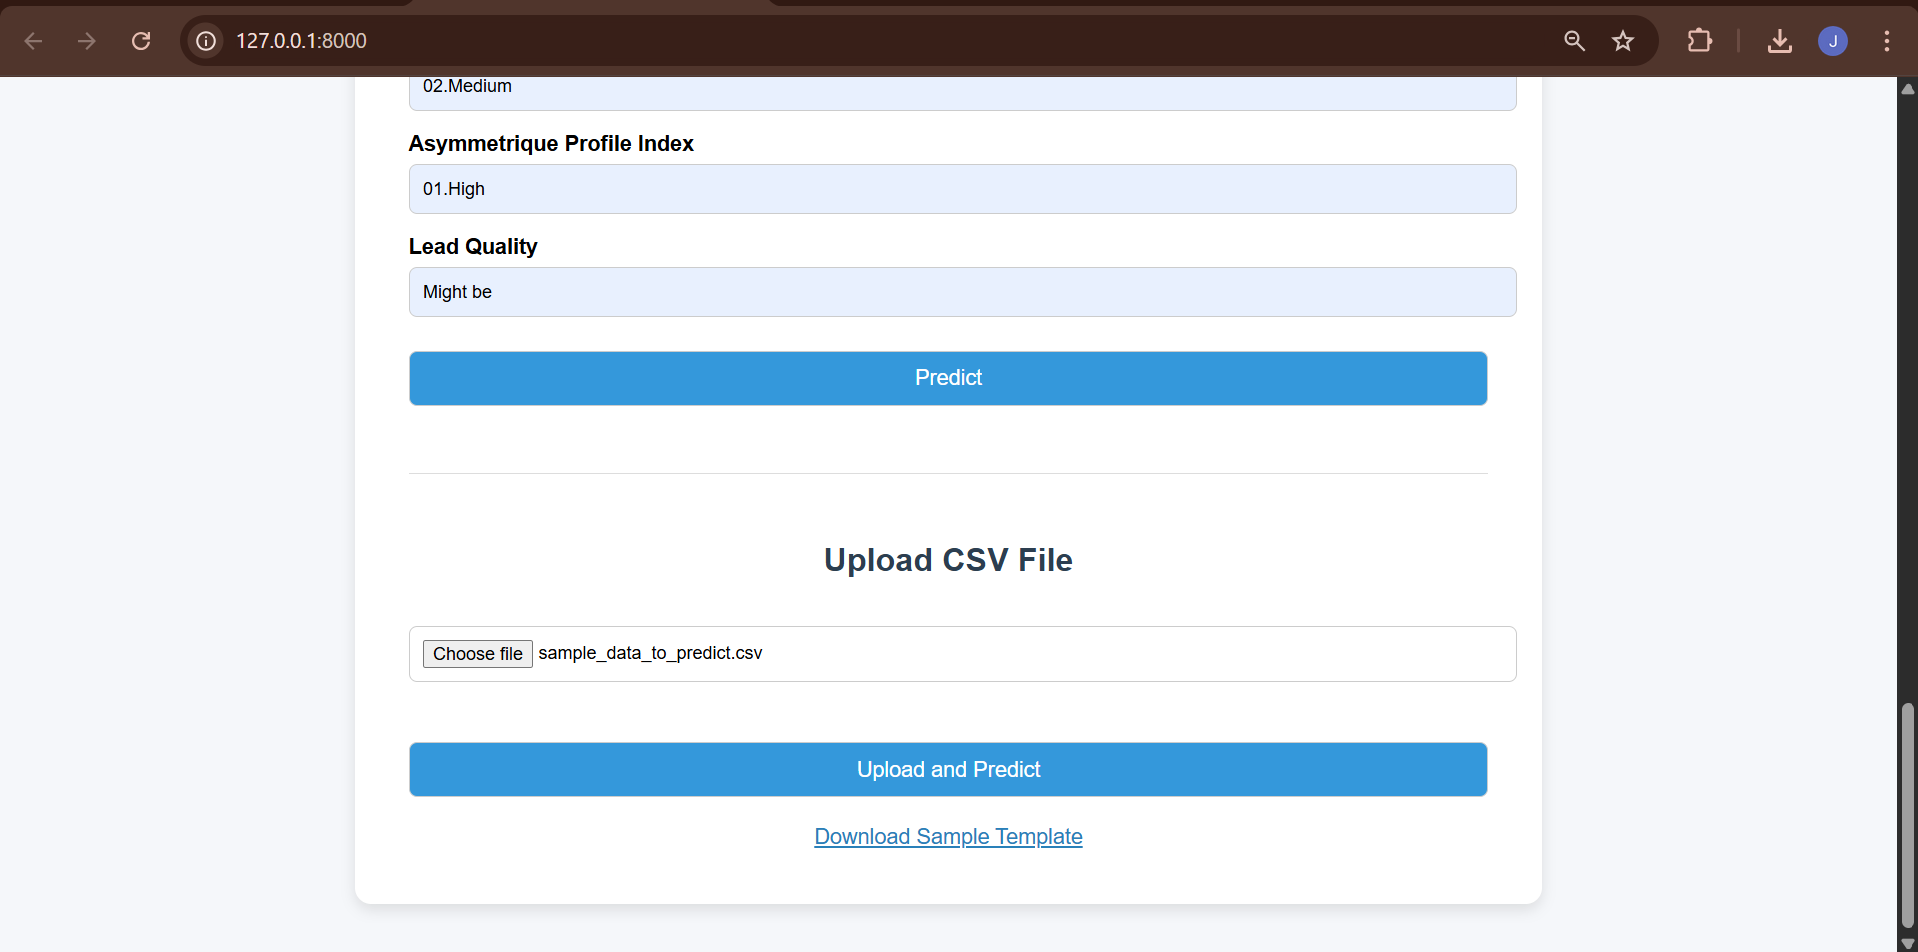 127.0.0.1:8000
J
02.Medium
Asymmetrique Profile Index
01.High
Lead Quality
Might be
Predict
Upload CSV File
Choose file sample_data_to_predict.csv
Upload and Predict
Download Sample Template